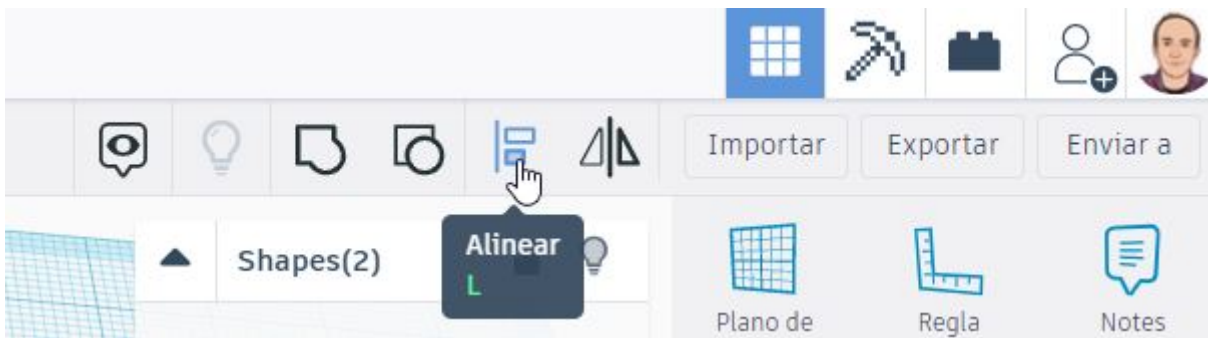 Importar Exportar Enviar a
Shapes(2)
Alinear
L
Plano de Regla Notes